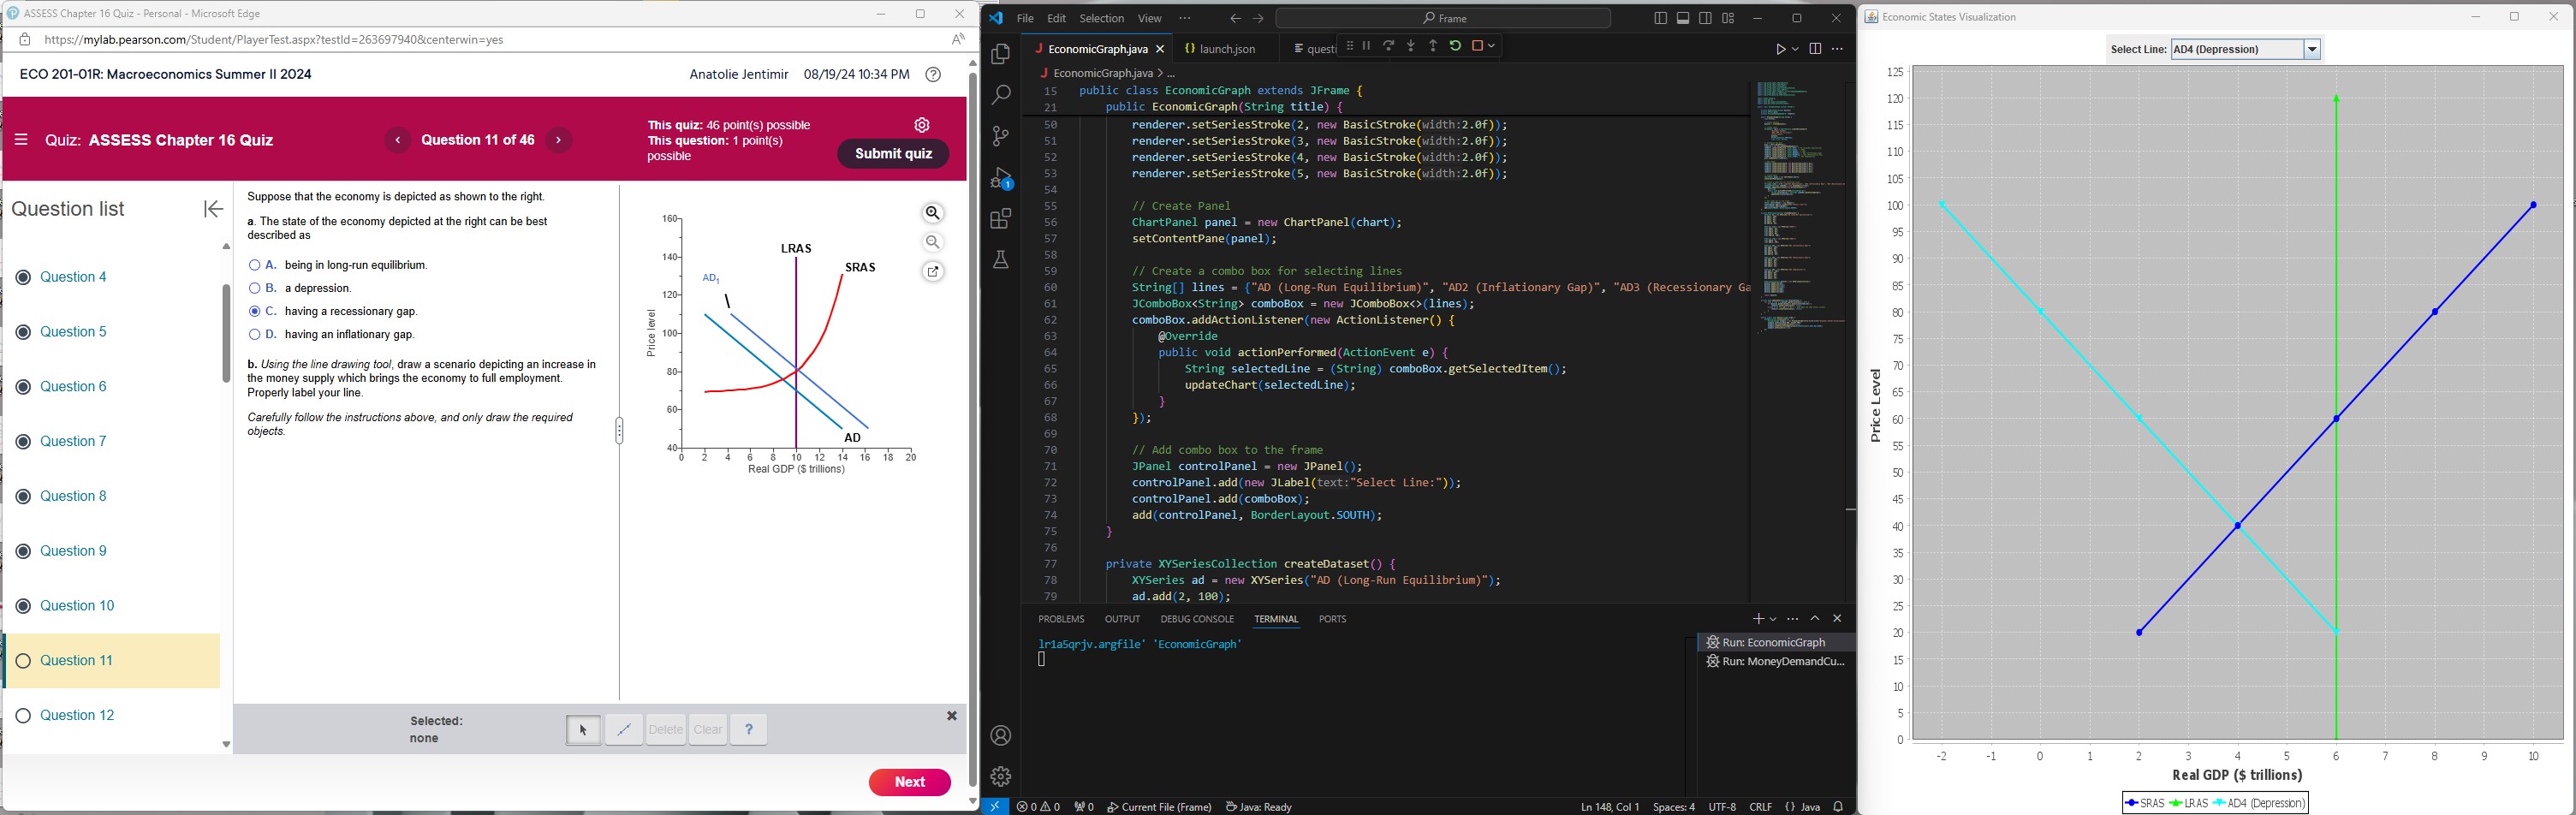 ASSESS Chapter 16 Quiz - Personal - Microsoft Edge
https://mylab.pearson.com/Student/PlayerTest.aspx?testId=263697940&centerwin=yes
ECO 201-01R: Macroeconomics Summer II 2024
Anatolie Jentimir 08/19/24 10:34 PM
Quiz: ASSESS Chapter 16 Quiz
Question 11 of 46
This quiz: 46 point(s) possible
This question: 1 point(s)
possible
Submit quiz
Question list
Question 4
Question 5
Question 6
Question 7
Question 8
Question 9
Question 10
Question 11
Question 12
Suppose that the economy is depicted as shown to the right.
a. The state of the economy depicted at the right can be best
described as
A. being in long-run equilibrium.
B. a depression.
C. having a recessionary gap.
D. having an inflationary gap.
b. Using the line drawing tool, draw a scenario depicting an increase in
the money supply which brings the economy to full employment.
Properly label your line.
Carefully follow the instructions above, and only draw the required
objects.
160
140
120
100
80
60
40
0 2 4 6 8 10 12 14 16 18 20
Price level
Real GDP ($ trillions)
LRAS
SRAS
AD1
AD
Selected:
none
Delete
Clear
?
Next
File Edit Selection View ···
Frame
EconomicGraph.java
launch.json
questi
EconomicGraph.java > ...
15 public class EconomicGraph extends JFrame {
21 public EconomicGraph(String title) {
50 renderer.setSeriesStroke(2, new BasicStroke(width:2.0f));
51 renderer.setSeriesStroke(3, new BasicStroke(width:2.0f));
52 renderer.setSeriesStroke(4, new BasicStroke(width:2.0f));
53 renderer.setSeriesStroke(5, new BasicStroke(width:2.0f));
54
55 // Create Panel
56 ChartPanel panel = new ChartPanel(chart);
57 setContentPane(panel);
58
59 // Create a combo box for selecting lines
60 String[] lines = {"AD (Long-Run Equilibrium)", "AD2 (Inflationary Gap)", "AD3 (Recessionary Ga
61 JComboBox<String> comboBox = new JComboBox<>(lines);
62 comboBox.addActionListener(new ActionListener() {
63 @Override
64 public void actionPerformed(ActionEvent e) {
65 String selectedLine = (String) comboBox.getSelectedItem();
66 updateChart(selectedLine);
67 }
68 });
69
70 // Add combo box to the frame
71 JPanel controlPanel = new JPanel();
72 controlPanel.add(new JLabel(text:"Select Line:"));
73 controlPanel.add(comboBox);
74 add(controlPanel, BorderLayout.SOUTH);
75 }
76
77 private XYSeriesCollection createDataset() {
78 XYSeries ad = new XYSeries("AD (Long-Run Equilibrium)");
79 ad.add(2, 100);
PROBLEMS OUTPUT DEBUG CONSOLE TERMINAL PORTS
lr1a5qrjv.argfile' 'EconomicGraph'
Run: EconomicGraph
Run: MoneyDemandCu...
1
0 0 0 Current File (Frame) Java: Ready
Ln 148, Col 1 Spaces: 4 UTF-8 CRLF {} Java
Economic States Visualization
Select Line: AD4 (Depression)
125
120
115
110
105
100
95
90
85
80
75
70
65
60
55
50
45
40
35
30
25
20
15
10
5
0
Price Level
-2 -1 0 1 2 3 4 5 6 7 8 9 10
Real GDP ($ trillions)
SRAS LRAS AD4 (Depression)